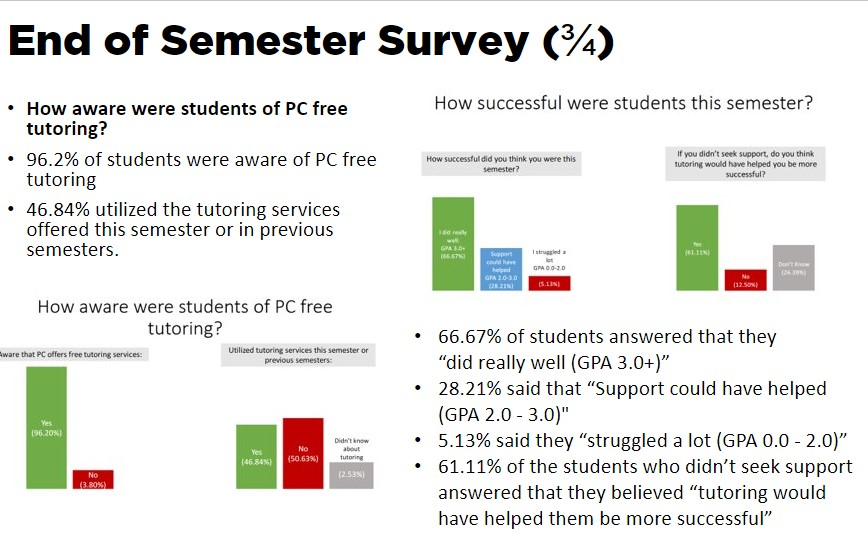 End of Semester Survey (¾)
• How aware were students of PC free
tutoring?
• 96.2% of students were aware of PC free
tutoring
• 46.84% utilized the tutoring services
offered this semester or in previous
semesters.
How aware were students of PC free
tutoring?
Aware that PC offers free tutoring services:
Yes
(96.20%)
No
(3.80%)
Utilized tutoring services this semester or
previous semesters:
Yes
(46.84%)
No
(50.63%)
Didn't know
about
tutoring
(2.53%)
How successful were students this semester?
How successful did you think you were this
semester?
I did really
well
GPA 3.0+
(66.67%)
Support
could have
helped
GPA 2.0-3.0
(28.21%)
I struggled a
lot
GPA 0.0-2.0
(5.13%)
If you didn't seek support, do you think
tutoring would have helped you be more
successful?
Yes
(61.11%)
No
(12.50%)
Don't Know
(26.39%)
• 66.67% of students answered that they
“did really well (GPA 3.0+)”
• 28.21% said that “Support could have helped
(GPA 2.0 - 3.0)"
• 5.13% said they “struggled a lot (GPA 0.0 - 2.0)”
• 61.11% of the students who didn’t seek support
answered that they believed “tutoring would
have helped them be more successful”